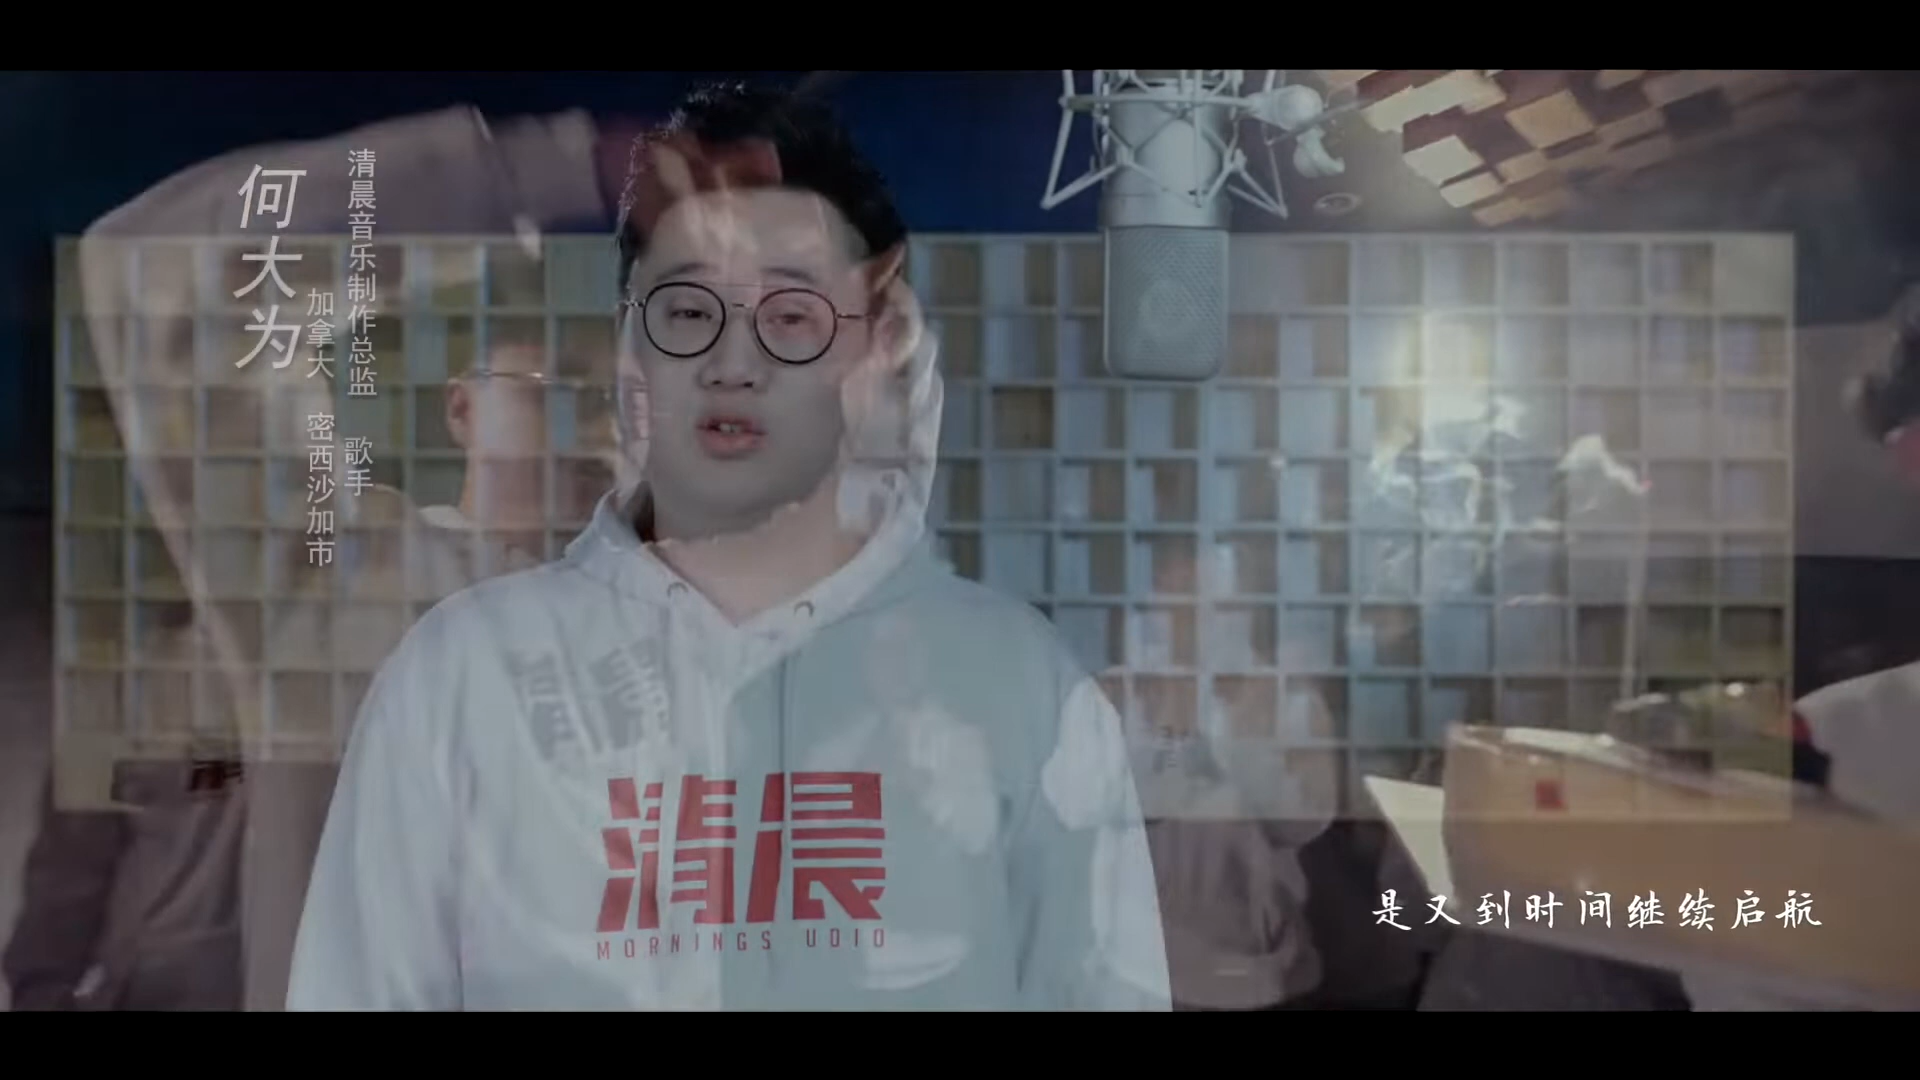 清晨音乐制作总监 歌手
加拿大 密西沙加市
何大为
清晨
MORNINGS UDIO
是又到时间继续启航